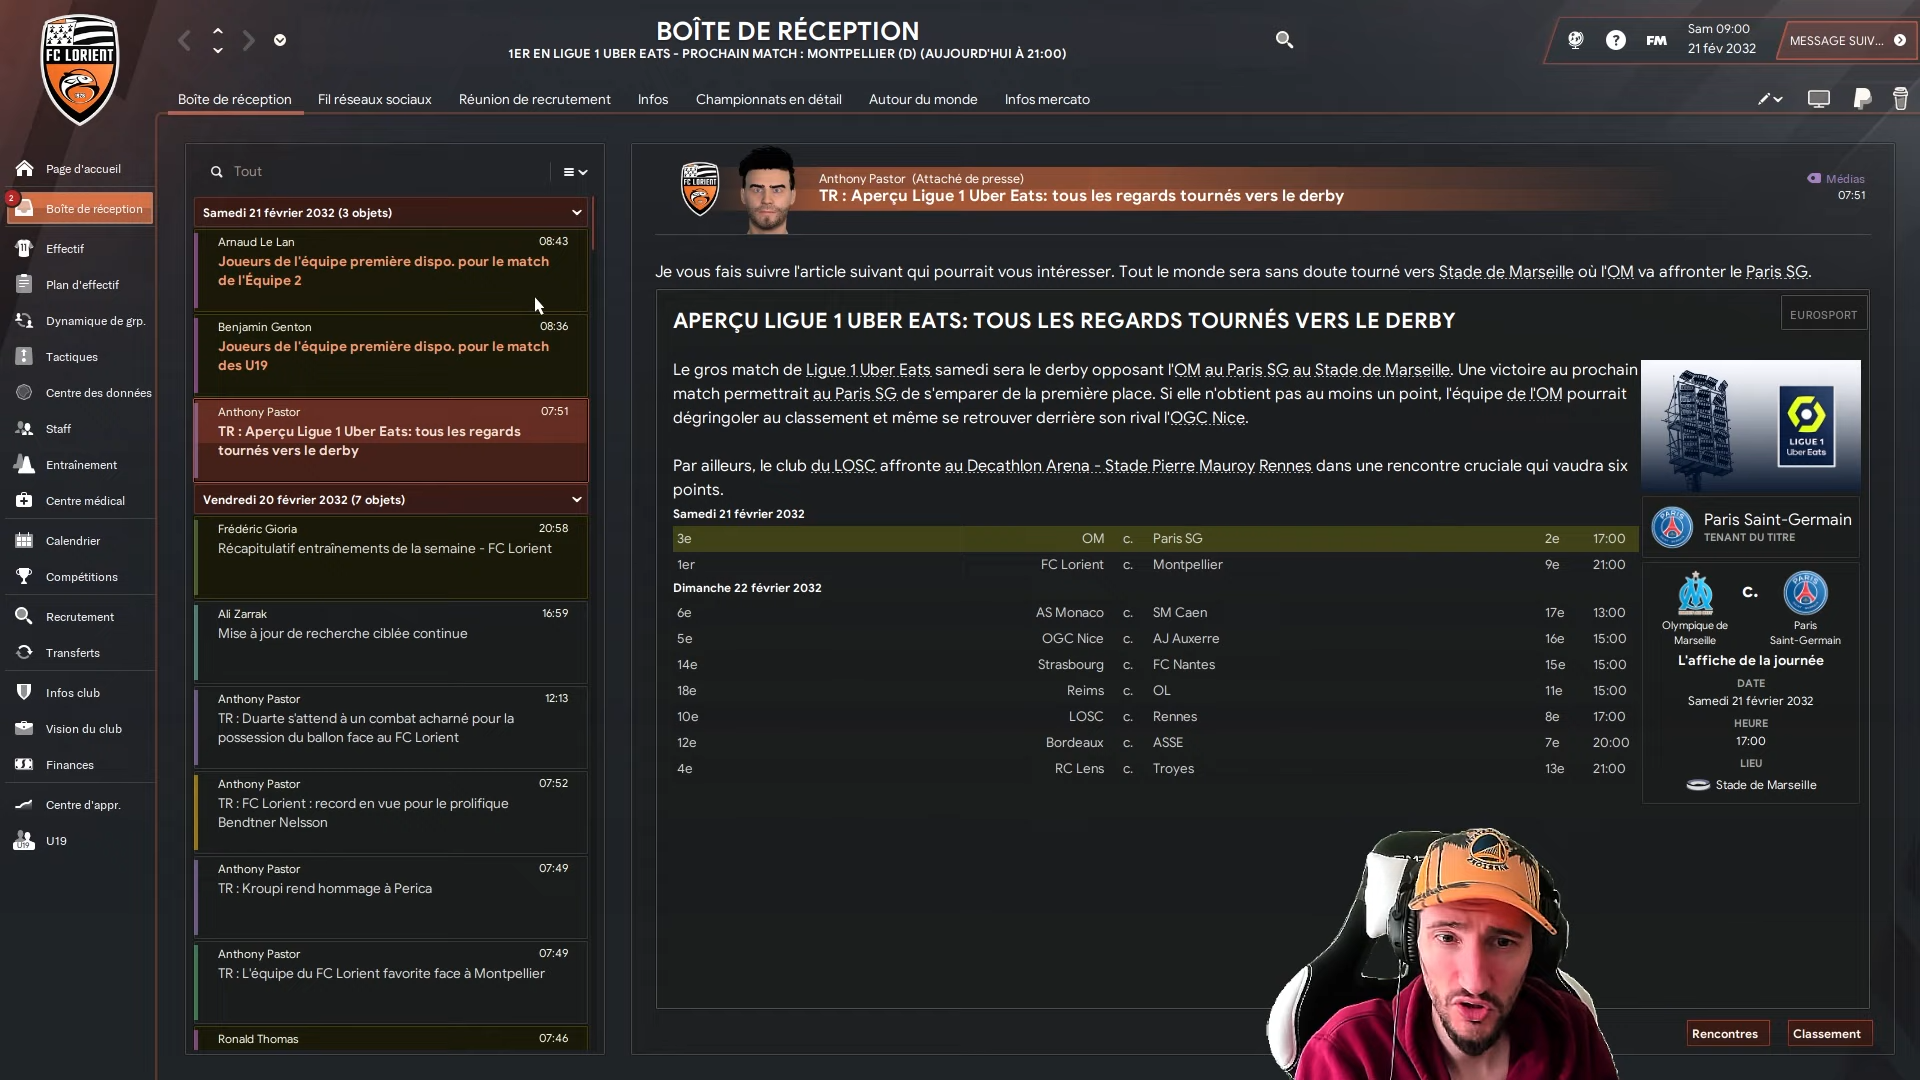 FC LORIENT
BOÎTE DE RÉCEPTION
1ER EN LIGUE 1 UBER EATS - PROCHAIN MATCH : MONTPELLIER (D) (AUJOURD'HUI À 21:00)
FM
Sam 09:00
21 fév 2032
MESSAGE SUIV...
Boîte de réception
Fil réseaux sociaux
Réunion de recrutement
Infos
Championnats en détail
Autour du monde
Infos mercato
Page d'accueil
2
Boîte de réception
Effectif
Plan d'effectif
Dynamique de grp.
Tactiques
Centre des données
Staff
Entraînement
Centre médical
Calendrier
Compétitions
Recrutement
Transferts
Infos club
Vision du club
Finances
Centre d'appr.
U19
Tout
Samedi 21 février 2032 (3 objets)
Arnaud Le Lan 08:43
Joueurs de l'équipe première dispo. pour le match
de l'Équipe 2
Benjamin Genton 08:36
Joueurs de l'équipe première dispo. pour le match
des U19
Anthony Pastor 07:51
TR : Aperçu Ligue 1 Uber Eats: tous les regards
tournés vers le derby
Vendredi 20 février 2032 (7 objets)
Frédéric Gioria 20:58
Récapitulatif entraînements de la semaine - FC Lorient
Ali Zarrak 16:59
Mise à jour de recherche ciblée continue
Anthony Pastor 12:13
TR : Duarte s'attend à un combat acharné pour la
possession du ballon face au FC Lorient
Anthony Pastor 07:52
TR : FC Lorient : record en vue pour le prolifique
Bendtner Nelsson
Anthony Pastor 07:49
TR : Kroupi rend hommage à Perica
Anthony Pastor 07:49
TR : L'équipe du FC Lorient favorite face à Montpellier
Ronald Thomas 07:46
FC LORIENT
Anthony Pastor (Attaché de presse)
TR : Aperçu Ligue 1 Uber Eats: tous les regards tournés vers le derby
Médias
07:51
Je vous fais suivre l'article suivant qui pourrait vous intéresser. Tout le monde sera sans doute tourné vers Stade de Marseille où l'OM va affronter le Paris SG.
APERÇU LIGUE 1 UBER EATS: TOUS LES REGARDS TOURNÉS VERS LE DERBY
EUROSPORT
Le gros match de Ligue 1 Uber Eats samedi sera le derby opposant l'OM au Paris SG au Stade de Marseille. Une victoire au prochain
match permettrait au Paris SG de s'emparer de la première place. Si elle n'obtient pas au moins un point, l'équipe de l'OM pourrait
dégringoler au classement et même se retrouver derrière son rival l'OGC Nice.
Par ailleurs, le club du LOSC affronte au Decathlon Arena - Stade Pierre Mauroy Rennes dans une rencontre cruciale qui vaudra six
points.
Samedi 21 février 2032
3e OM c. Paris SG 2e 17:00
1er FC Lorient c. Montpellier 9e 21:00
Dimanche 22 février 2032
6e AS Monaco c. SM Caen 17e 13:00
5e OGC Nice c. AJ Auxerre 16e 15:00
14e Strasbourg c. FC Nantes 15e 15:00
18e Reims c. OL 11e 15:00
10e LOSC c. Rennes 8e 17:00
12e Bordeaux c. ASSE 7e 20:00
4e RC Lens c. Troyes 13e 21:00
LIGUE 1
Uber Eats
Paris Saint-Germain
TENANT DU TITRE
c.
Olympique de
Marseille
Paris
Saint-Germain
L'affiche de la journée
DATE
Samedi 21 février 2032
HEURE
17:00
LIEU
Stade de Marseille
Rencontres
Classement